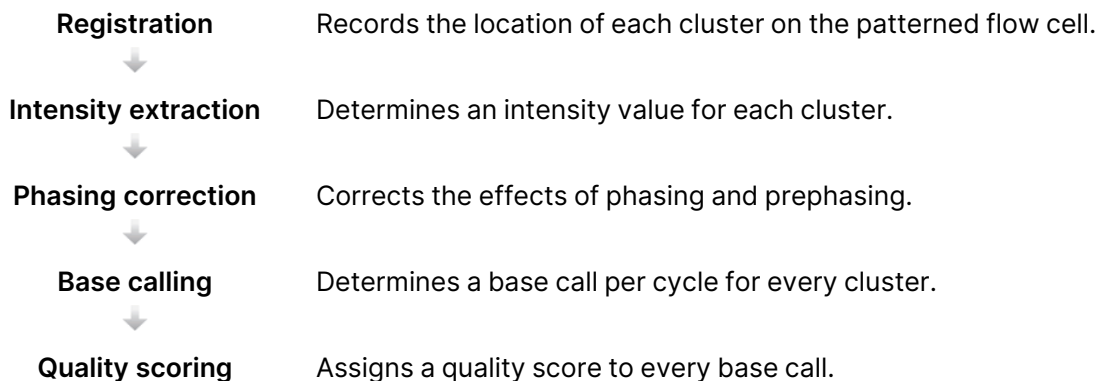 Registration Records the location of each cluster on the patterned flow cell.
Intensity extraction Determines an intensity value for each cluster.
Phasing correction Corrects the effects of phasing and prephasing.
Base calling Determines a base call per cycle for every cluster.
Quality scoring Assigns a quality score to every base call.